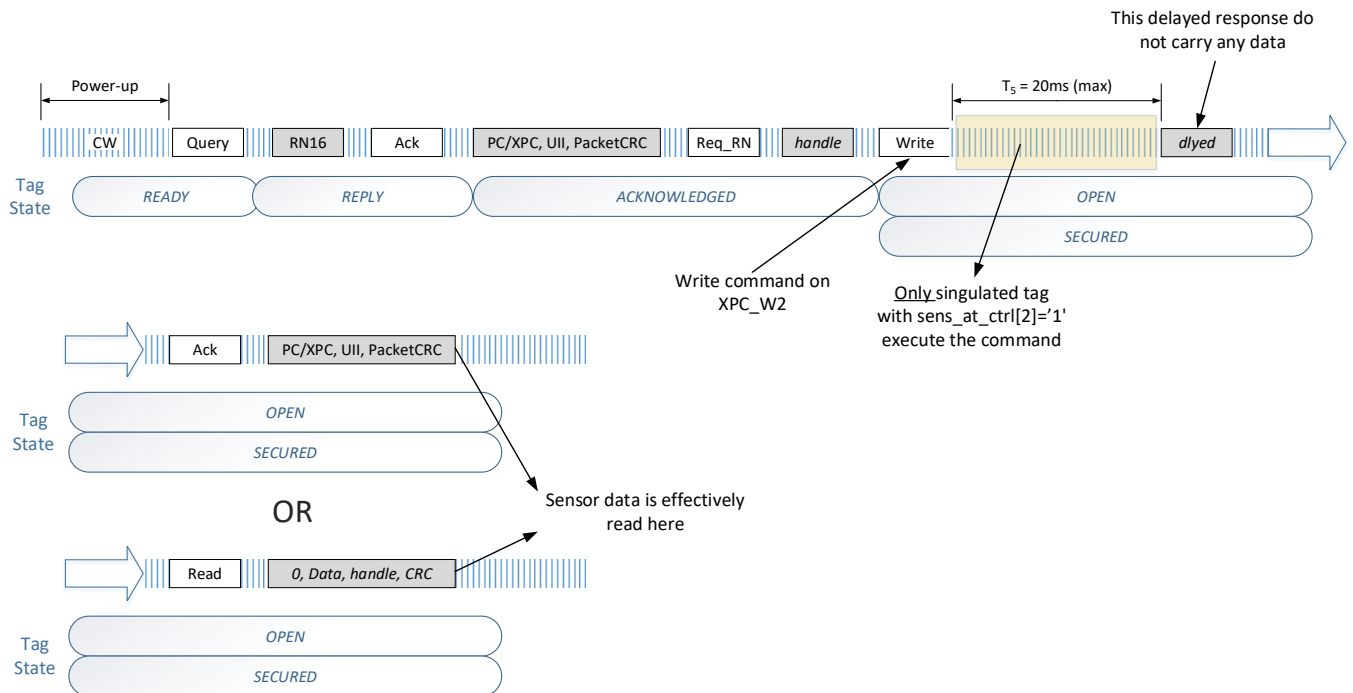 This delayed response do
not carry any data
Power-up
T5 = 20ms (max)
CW
Query
RN16
Ack
PC/XPC, UII, PacketCRC
Req_RN
handle
Write
dlyed
Tag
State
READY
REPLY
ACKNOWLEDGED
OPEN
SECURED
Write command on
XPC_W2
Only singulated tag
with sens_at_ctrl[2]='1'
execute the command
Ack
PC/XPC, UII, PacketCRC
Tag
State
OPEN
SECURED
OR
Sensor data is effectively
read here
Read
0, Data, handle, CRC
Tag
State
OPEN
SECURED